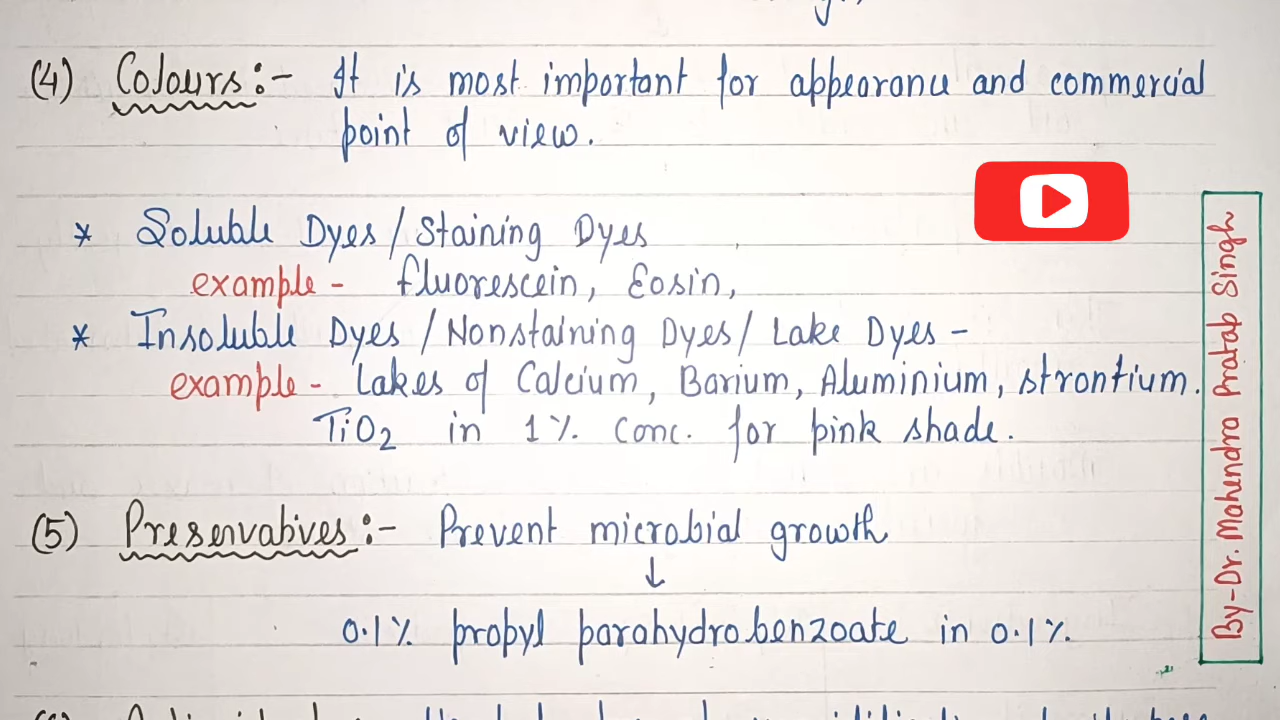 (4) Colours:- It is most important for appearance and commercial
point of view.
* Soluble Dyes / Staining Dyes
example - fluorescein, Eosin,
* Insoluble Dyes / Nonstaining Dyes / Lake Dyes -
example - Lakes of Calcium, Barium, Aluminium, strontium.
TiO2 in 1% conc. for pink shade.
(5) Preservatives:- Prevent microbial growth
↓
0.1% propyl parahydrobenzoate in 0.1%.
By-Dr. Mahendra Pratap Singh